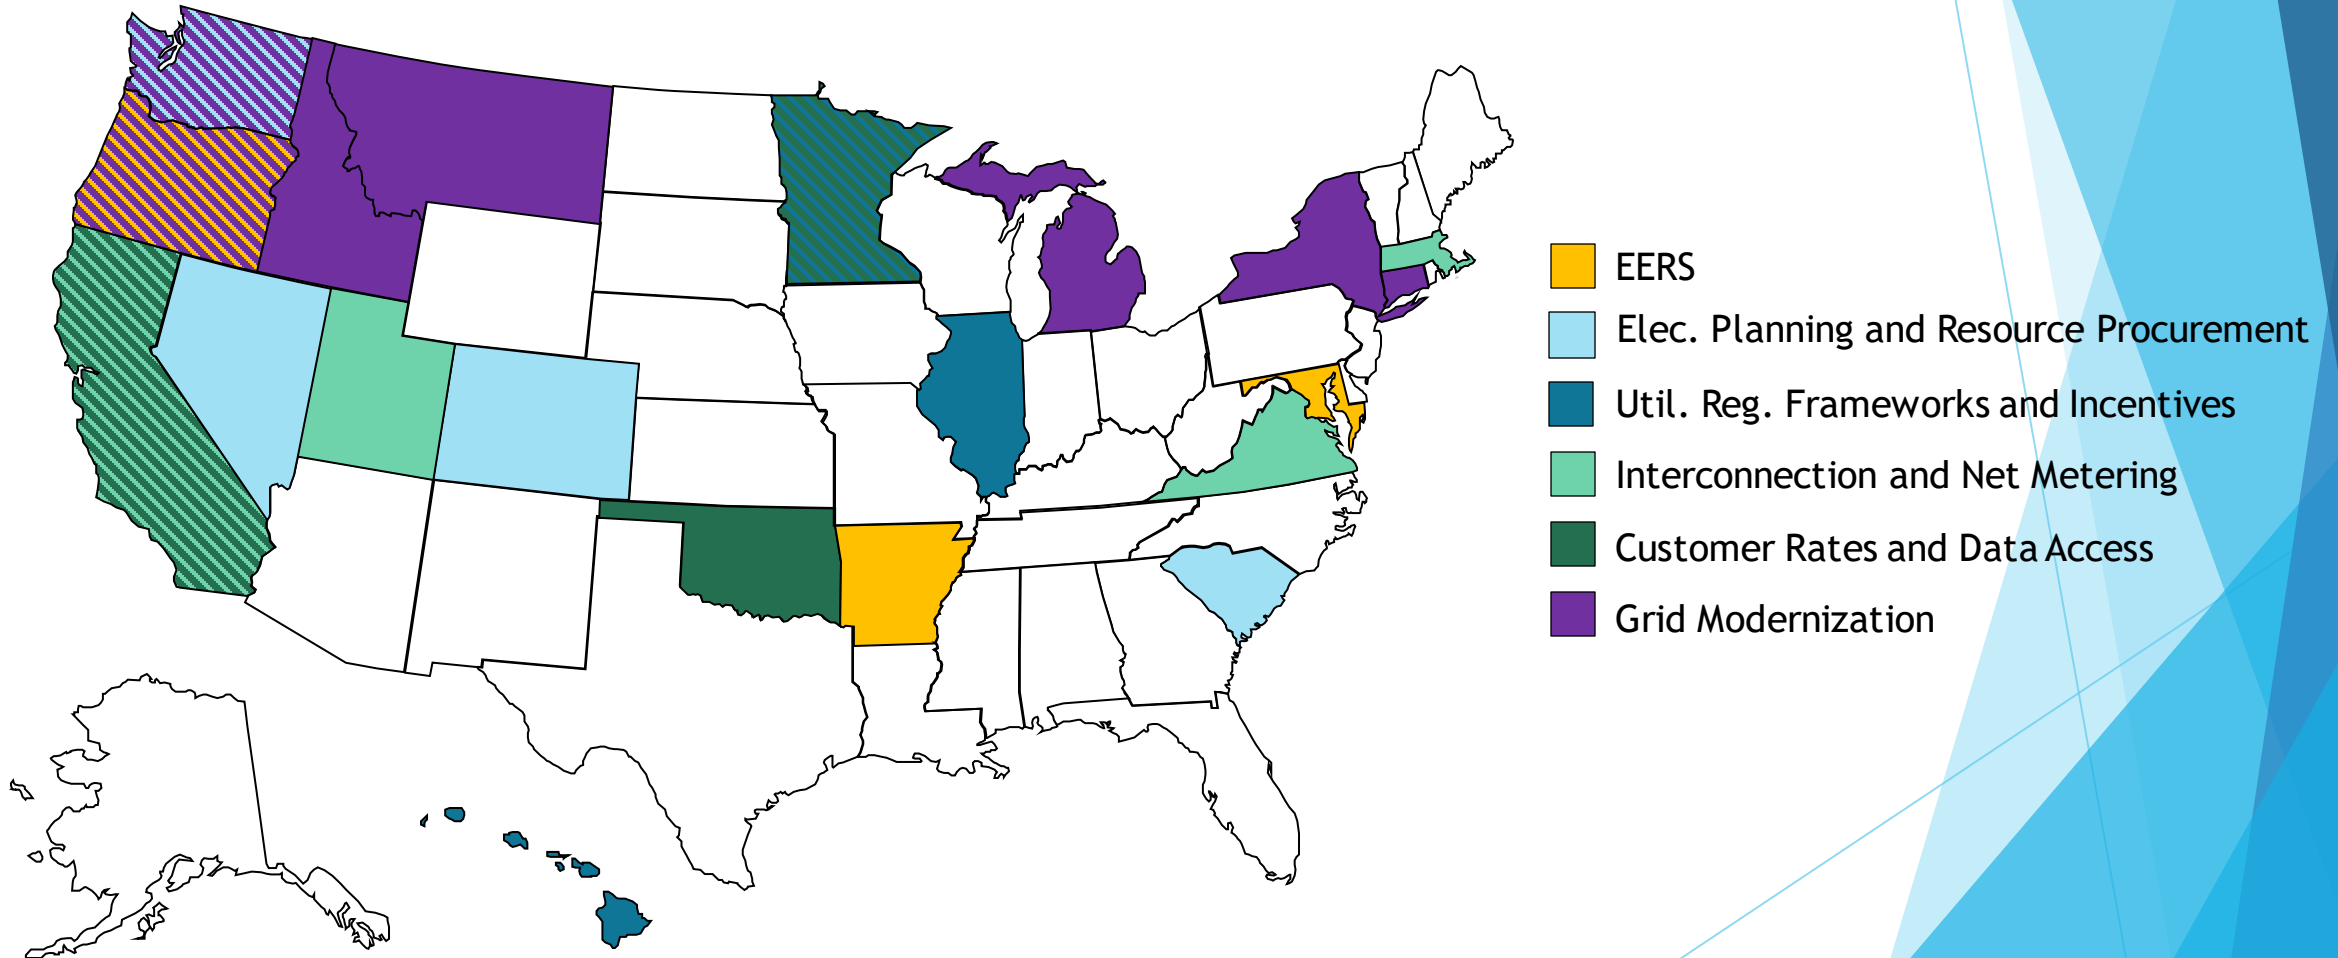 EERS
Elec. Planning and Resource Procurement
Util. Reg. Frameworks and Incentives
Interconnection and Net Metering
Customer Rates and Data Access
Grid Modernization